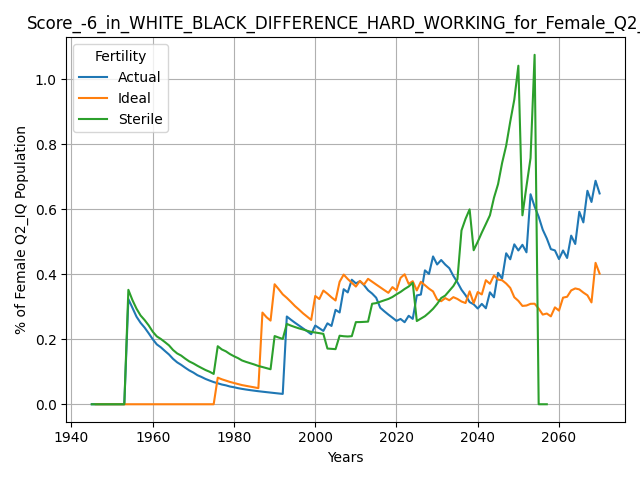 Score_-6_in_WHITE_BLACK_DIFFERENCE_HARD_WORKING_for_Female_Q2_
Fertility
Actual
Ideal
Sterile
% of Female Q2_IQ Population
1.0
0.8
0.6
0.4
0.2
0.0
1940 1960 1980 2000 2020 2040 2060
Years